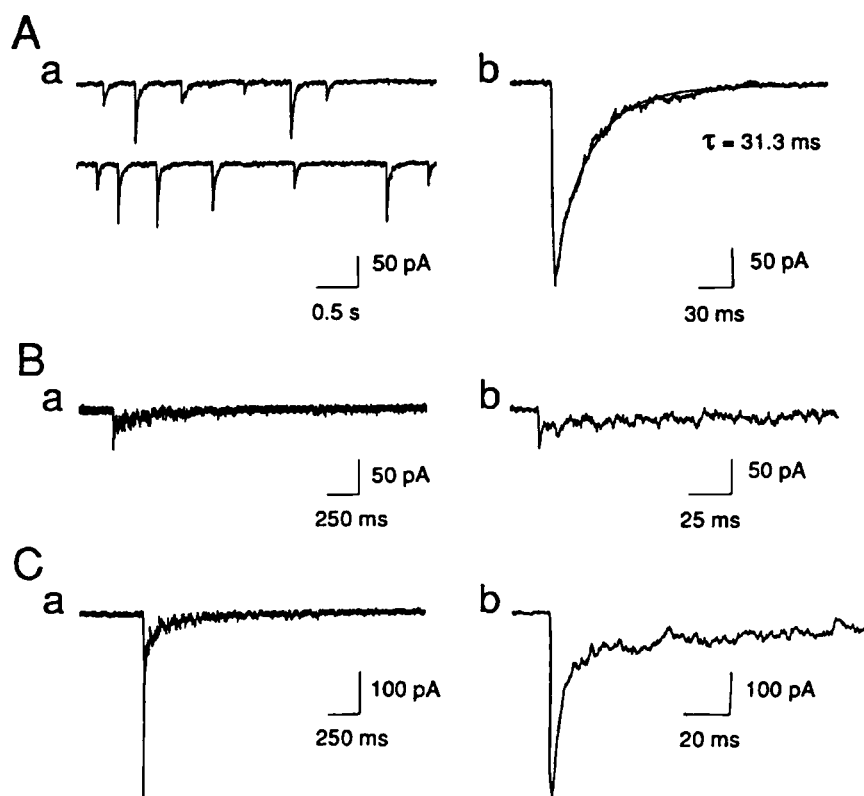 A
a
b
τ = 31.3 ms
50 pA
0.5 s
50 pA
30 ms
B
a
b
50 pA
250 ms
50 pA
25 ms
C
a
b
100 pA
250 ms
100 pA
20 ms